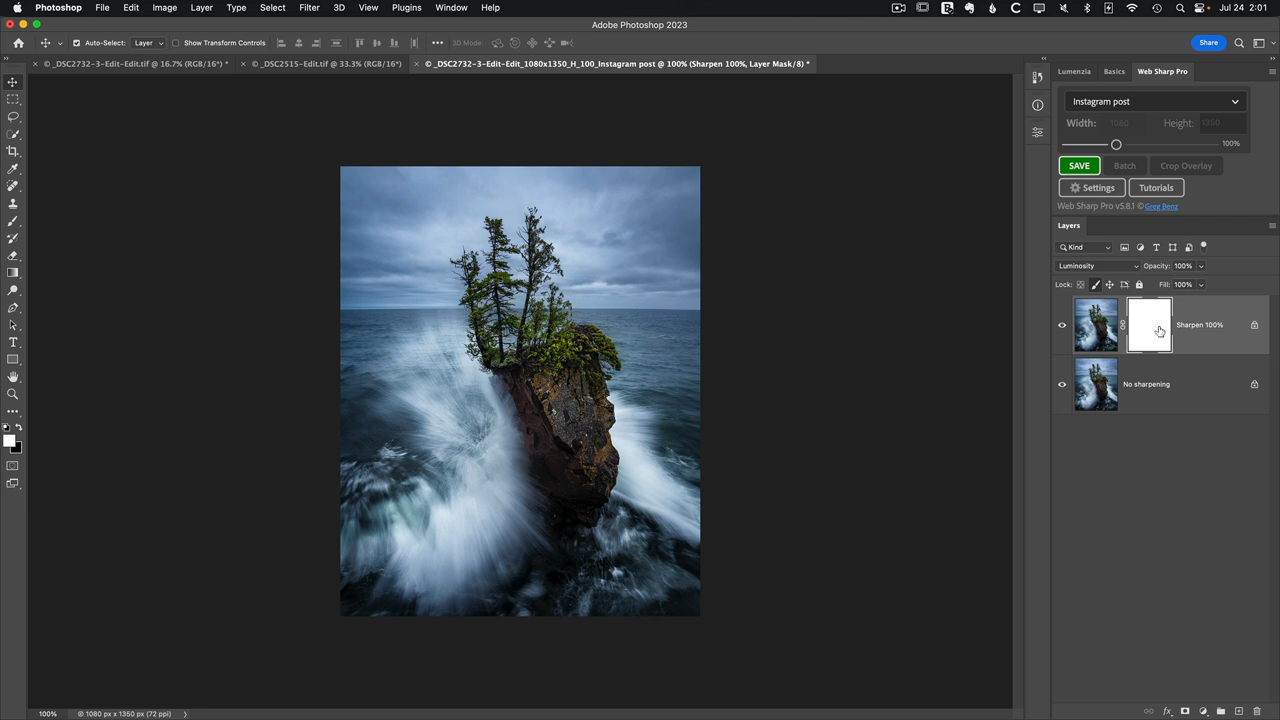 Photoshop File Edit Image Layer Type Select Filter 3D View Plugins Window Help Jul 24 2:01
Adobe Photoshop 2023
Auto-Select: Layer Show Transform Controls 3D Mode: Share
© _DSC2732-3-Edit-Edit.tif @ 16.7% (RGB/16*) * © _DSC2515-Edit.tif @ 33.3% (RGB/16*) © _DSC2732-3-Edit-Edit_1080x1350_H_100_Instagram post @ 100% (Sharpen 100%, Layer Mask/8) *
Lumenzia Basics Web Sharp Pro
Instagram post
Width: 1080 Height: 1350
100%
SAVE Batch Crop Overlay
Settings Tutorials
Web Sharp Pro v5.8.1 © Greg Benz
Layers
Kind
Luminosity Opacity: 100%
Lock: Fill: 100%
Sharpen 100%
No sharpening
100% 1080 px x 1350 px (72 ppi)